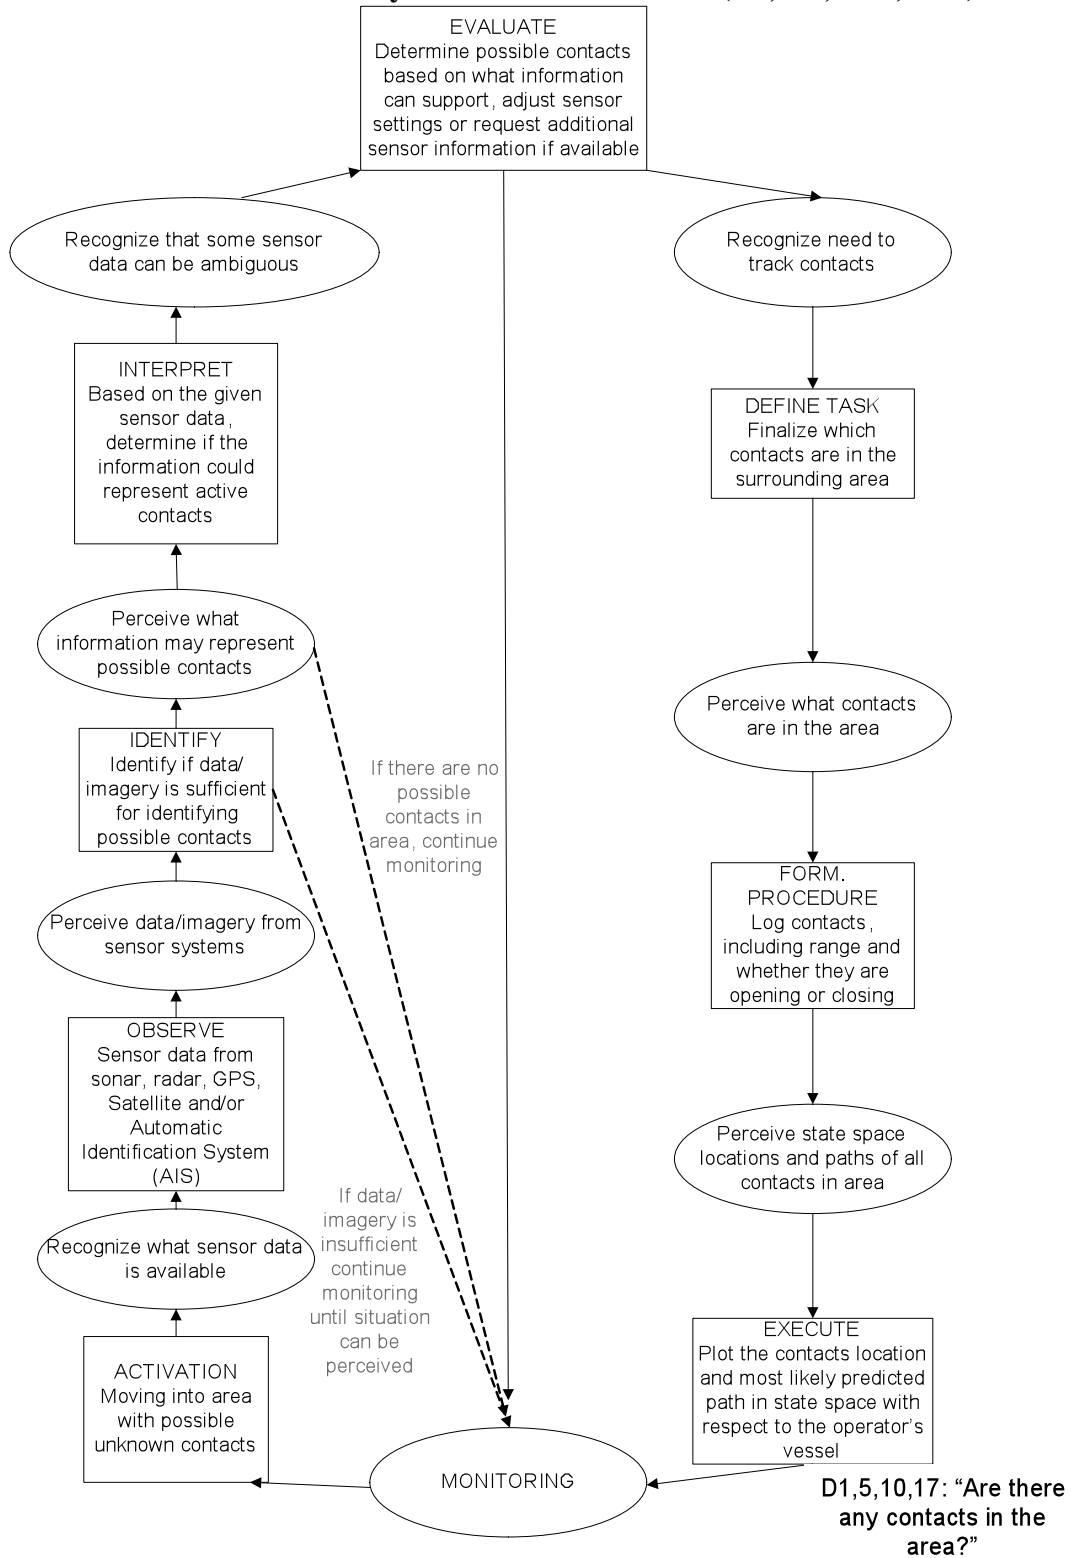 EVALUATE
Determine possible contacts
based on what information
can support, adjust sensor
settings or request additional
sensor information if available
Recognize that some sensor
data can be ambiguous
Recognize need to
track contacts
INTERPRET
Based on the given
sensor data,
determine if the
information could
represent active
contacts
DEFINE TASK
Finalize which
contacts are in the
surrounding area
Perceive what
information may represent
possible contacts
Perceive what contacts
are in the area
IDENTIFY
Identify if data/
imagery is sufficient
for identifying
possible contacts
If there are no
possible
contacts in
area, continue
monitoring
FORM.
PROCEDURE
Log contacts,
including range and
whether they are
opening or closing
Perceive data/imagery from
sensor systems
OBSERVE
Sensor data from
sonar, radar, GPS,
Satellite and/or
Automatic
Identification System
(AIS)
Perceive state space
locations and paths of all
contacts in area
If data/
imagery is
insufficient
continue
monitoring
until situation
can be
perceived
Recognize what sensor data
is available
EXECUTE
Plot the contacts location
and most likely predicted
path in state space with
respect to the operator's
vessel
ACTIVATION
Moving into area
with possible
unknown contacts
MONITORING
D1,5,10,17: “Are there
any contacts in the
area?”